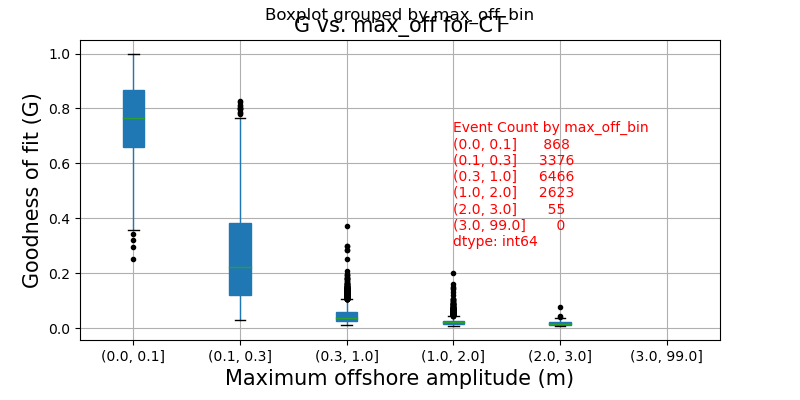 Boxplot grouped by max_off_bin
G vs. max_off for CT
Goodness of fit (G)
1.0
0.8
0.6
0.4
0.2
0.0
Event Count by max_off_bin
(0.0, 0.1] 868
(0.1, 0.3] 3376
(0.3, 1.0] 6466
(1.0, 2.0] 2623
(2.0, 3.0] 55
(3.0, 99.0] 0
dtype: int64
(0.0, 0.1] (0.1, 0.3] (0.3, 1.0] (1.0, 2.0] (2.0, 3.0] (3.0, 99.0]
Maximum offshore amplitude (m)